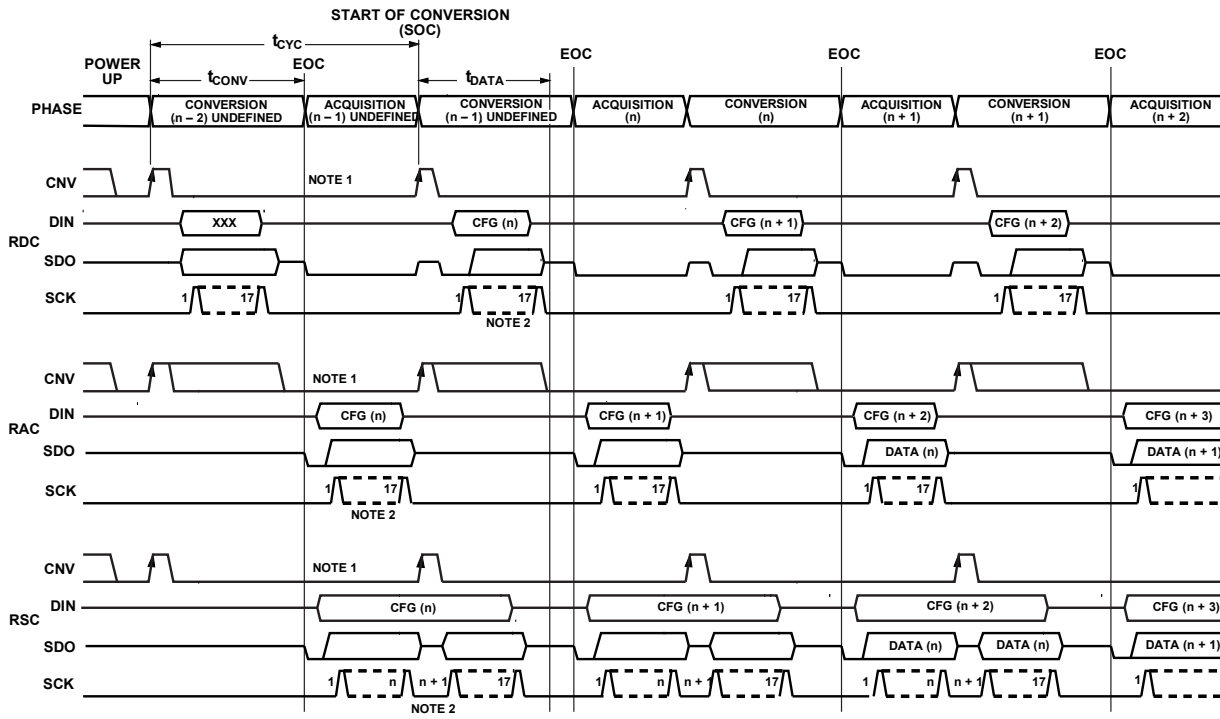 START OF CONVERSION
(SOC)
tCYC
POWER
UP
EOC
EOC
EOC
EOC
tCONV
tDATA
PHASE
CONVERSION
(n – 2) UNDEFINED
ACQUISITION
(n – 1) UNDEFINED
CONVERSION
(n – 1) UNDEFINED
ACQUISITION
(n)
CONVERSION
(n)
ACQUISITION
(n + 1)
CONVERSION
(n + 1)
ACQUISITION
(n + 2)
CNV
NOTE 1
RDC
DIN
XXX
CFG (n)
CFG (n + 1)
CFG (n + 2)
SDO
SCK
1
17
1
17
1
17
1
17
NOTE 2
CNV
NOTE 1
RAC
DIN
CFG (n)
CFG (n + 1)
CFG (n + 2)
CFG (n + 3)
SDO
DATA (n)
DATA (n + 1)
SCK
1
17
1
17
1
17
1
NOTE 2
CNV
NOTE 1
RSC
DIN
CFG (n)
CFG (n + 1)
CFG (n + 2)
CFG (n + 3)
SDO
DATA (n)
DATA (n)
DATA (n + 1)
SCK
1
n
n + 1
17
1
n
n + 1
17
1
n
n + 1
17
1
NOTE 2